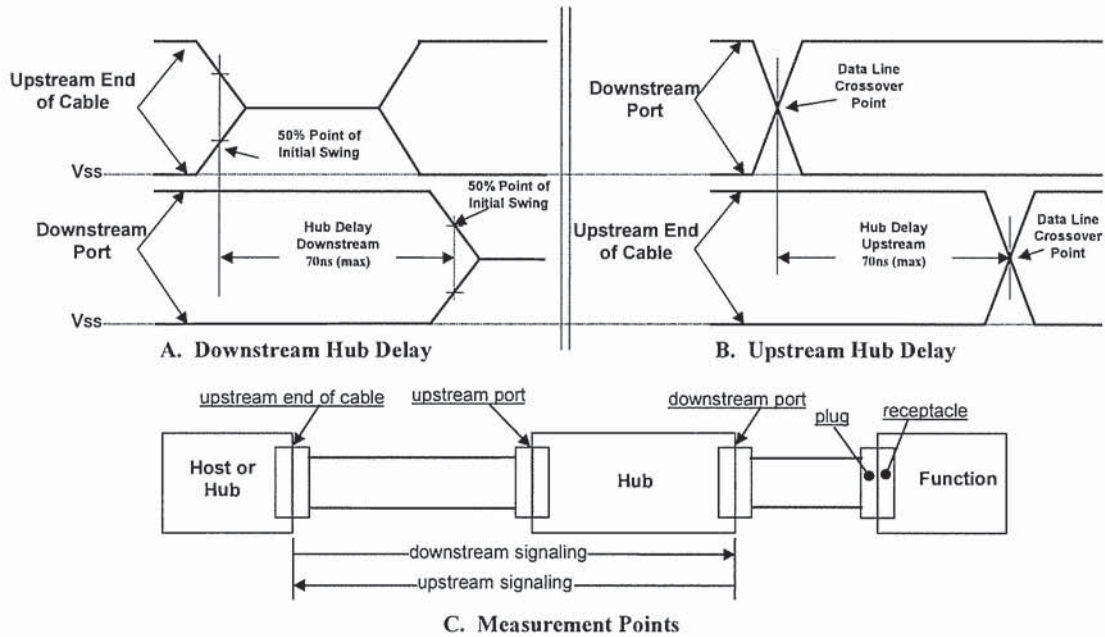 Upstream End
of Cable
50% Point of
Initial Swing
Vss
50% Point of
Initial Swing
Downstream
Port
Hub Delay
Downstream
70ns (max)
Vss
A. Downstream Hub Delay
Downstream
Port
Data Line
Crossover
Point
Upstream End
of Cable
Hub Delay
Upstream
70ns (max)
Data Line
Crossover
Point
B. Upstream Hub Delay
upstream end of cable
upstream port
downstream port
plug
receptacle
Host or
Hub
Hub
Function
downstream signaling
upstream signaling
C. Measurement Points